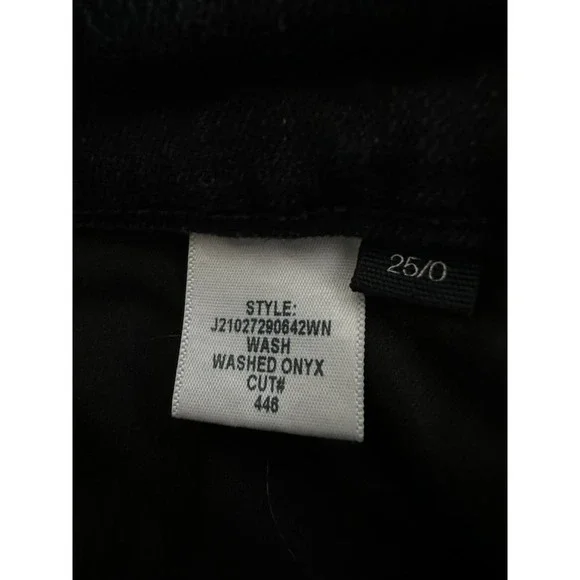 25/0
STYLE:
J21027290642WN
WASH
WASHED ONYX
CUT#
446